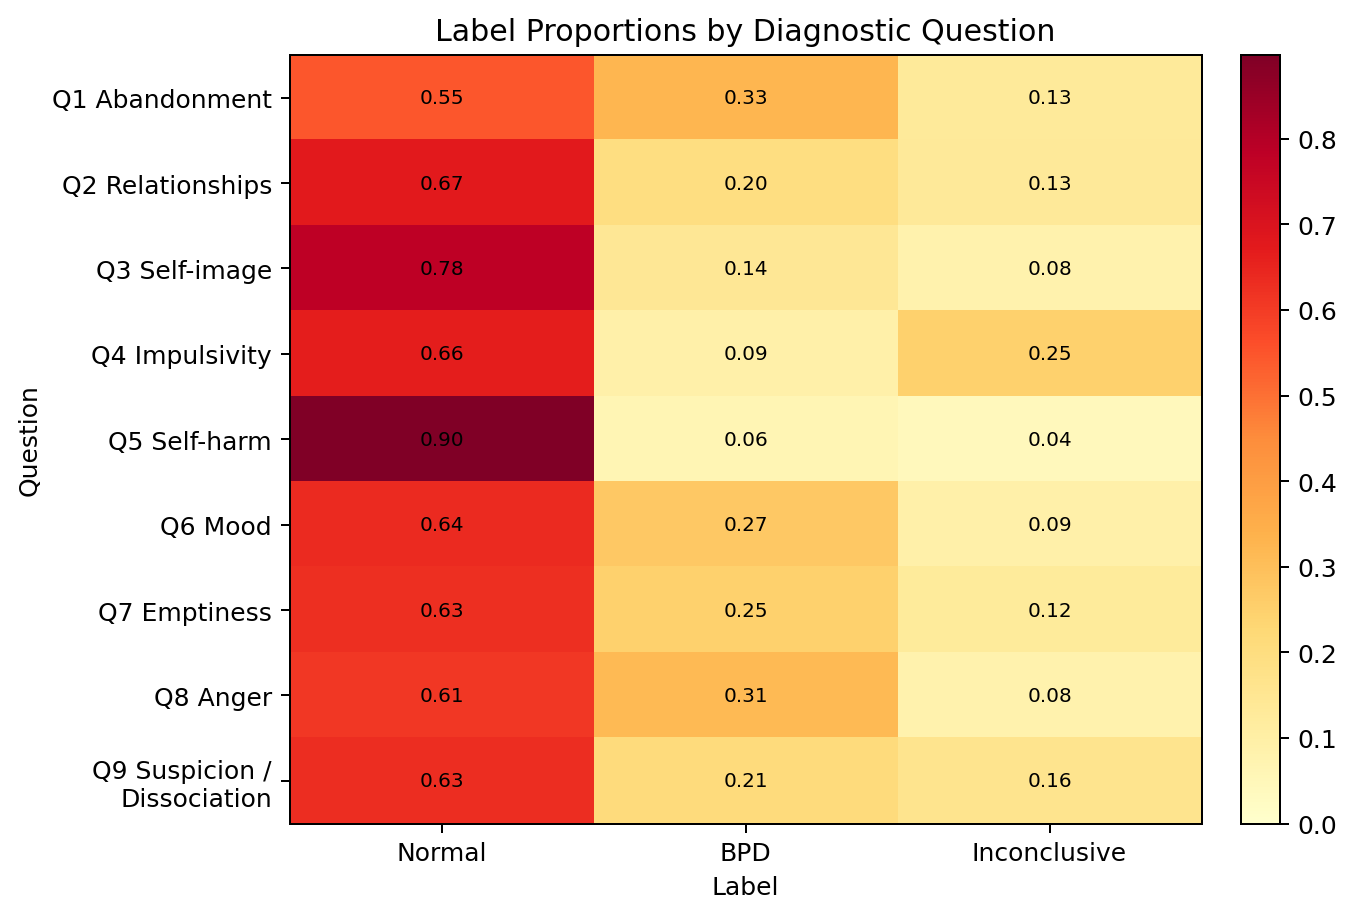 Label Proportions by Diagnostic Question
Q1 Abandonment 0.55 0.33 0.13
Q2 Relationships 0.67 0.20 0.13
Q3 Self-image 0.78 0.14 0.08
Q4 Impulsivity 0.66 0.09 0.25
Q5 Self-harm 0.90 0.06 0.04
Q6 Mood 0.64 0.27 0.09
Q7 Emptiness 0.63 0.25 0.12
Q8 Anger 0.61 0.31 0.08
Q9 Suspicion /
Dissociation 0.63 0.21 0.16
Normal BPD Inconclusive
Label
Question
0.8
0.7
0.6
0.5
0.4
0.3
0.2
0.1
0.0